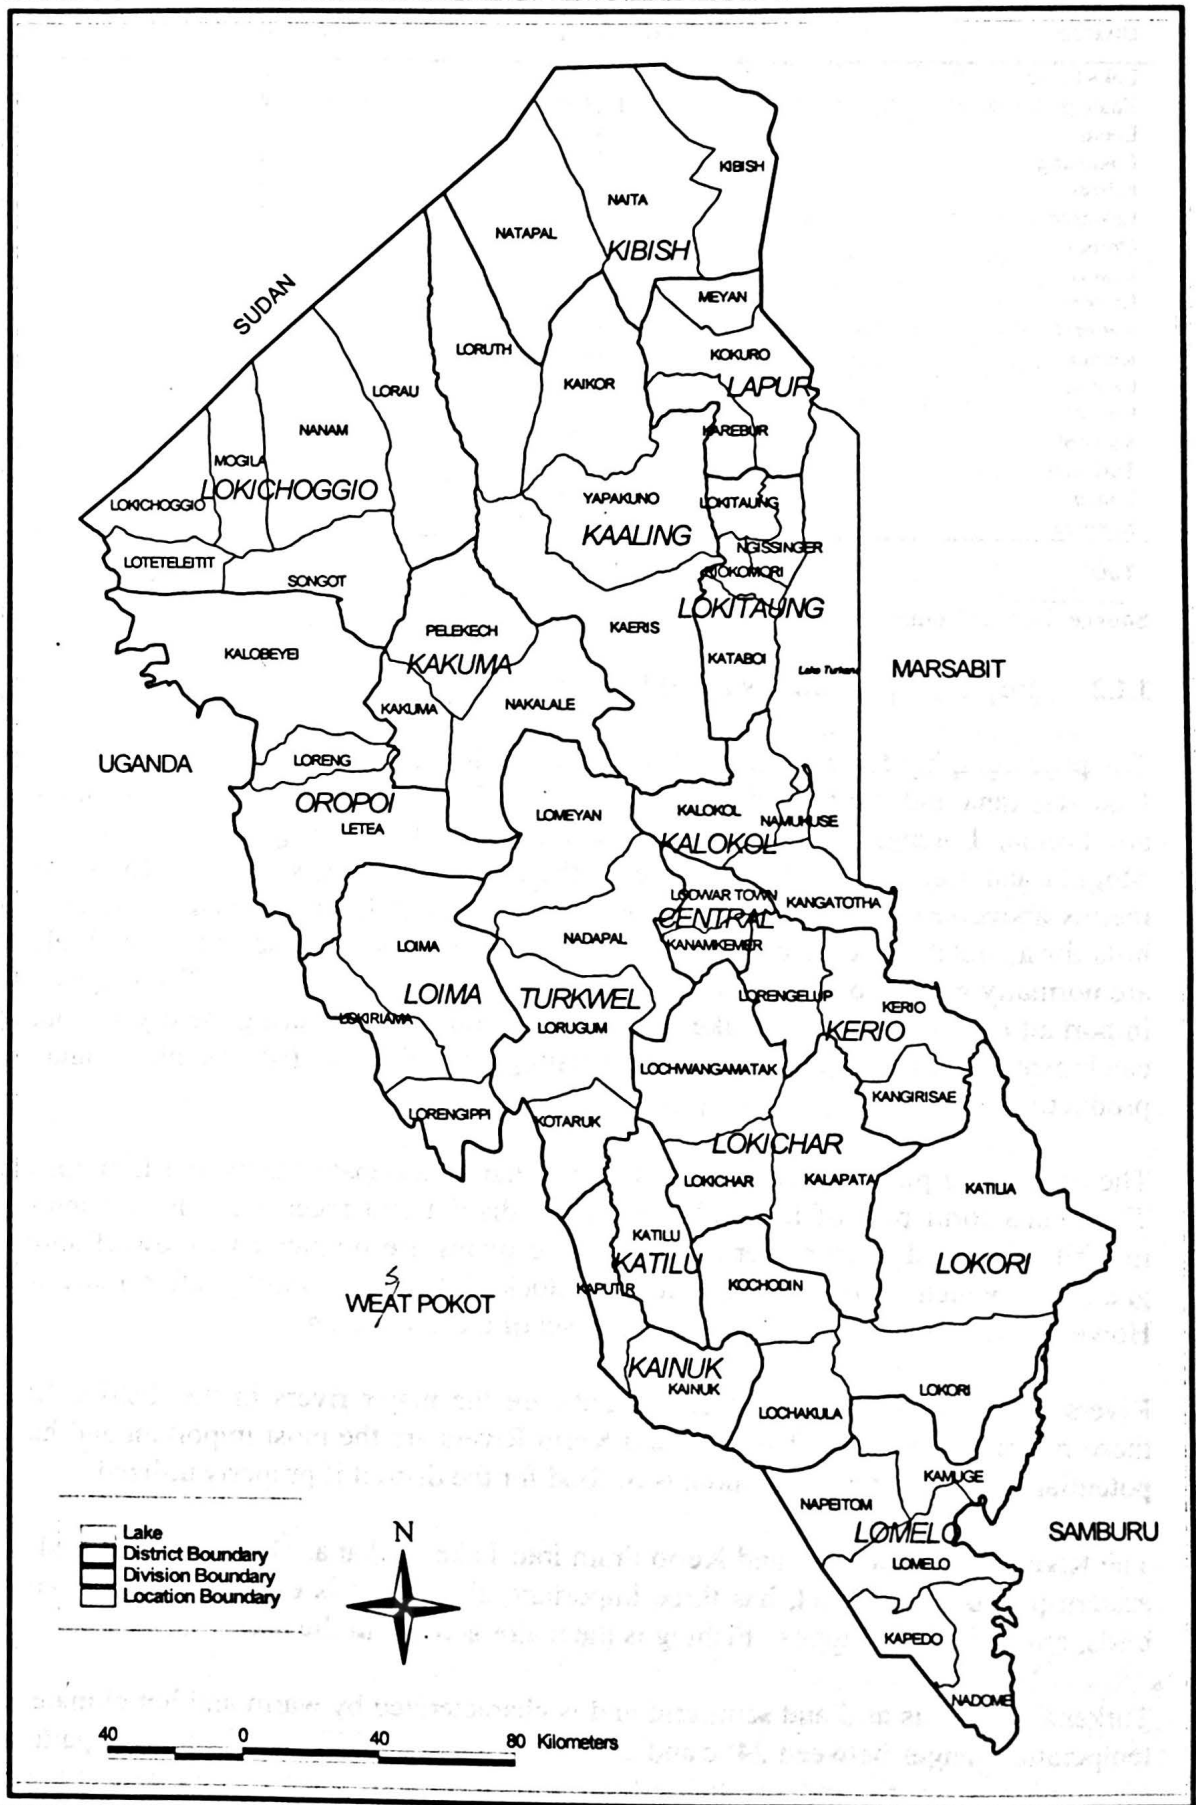 KIBISH
NAITA
NATAPAL
KIBISH
SUDAN
MEYAN
LORUTH
KOKURO
KAIKOR
LAPUR
LORAU
NANAM
KAREBUR
MOGILA
LOKICHOGGIO
LOKICHOGGIO
YAPAKUNO
LOKITAUNG
KAALING
NGISSINGER
LOTETELEITIT
SONGOT
LOKITAUNG
PELEKECH
KAERIS
KALOBEYEI
KAKUMA
KATABOI
Lake Turkana
MARSABIT
KAKUMA
NAKALALE
UGANDA
LORENG
OROPOI
LETEA
LOMEYAN
KALOKOL
NAMUKUSE
KALOKOL
LODWAR TOWN
KANGATOTHA
CENTRAL
NADAPAL
KANAMKEMER
LOIMA
LOIMA
TURKWEL
LORENGELUP
KERIO
LOKIRIAMA
LORUGUM
KERIO
LOCHWANGAMATAK
KANGIRISAE
LORENGIPPI
KOTARUK
LOKICHAR
LOKICHAR
KALAPATA
KATILIA
KATILU
KATILU
LOKORI
KAPUTIR
KOCHODIN
S
WEAT POKOT
KAINUK
KAINUK
LOKORI
LOCHAKULA
KAMUGE
NAPEITOM
LOMELO
SAMBURU
LOMELO
KAPEDO
NADOME
Lake
District Boundary
Division Boundary
Location Boundary
N
40 0 40 80 Kilometers